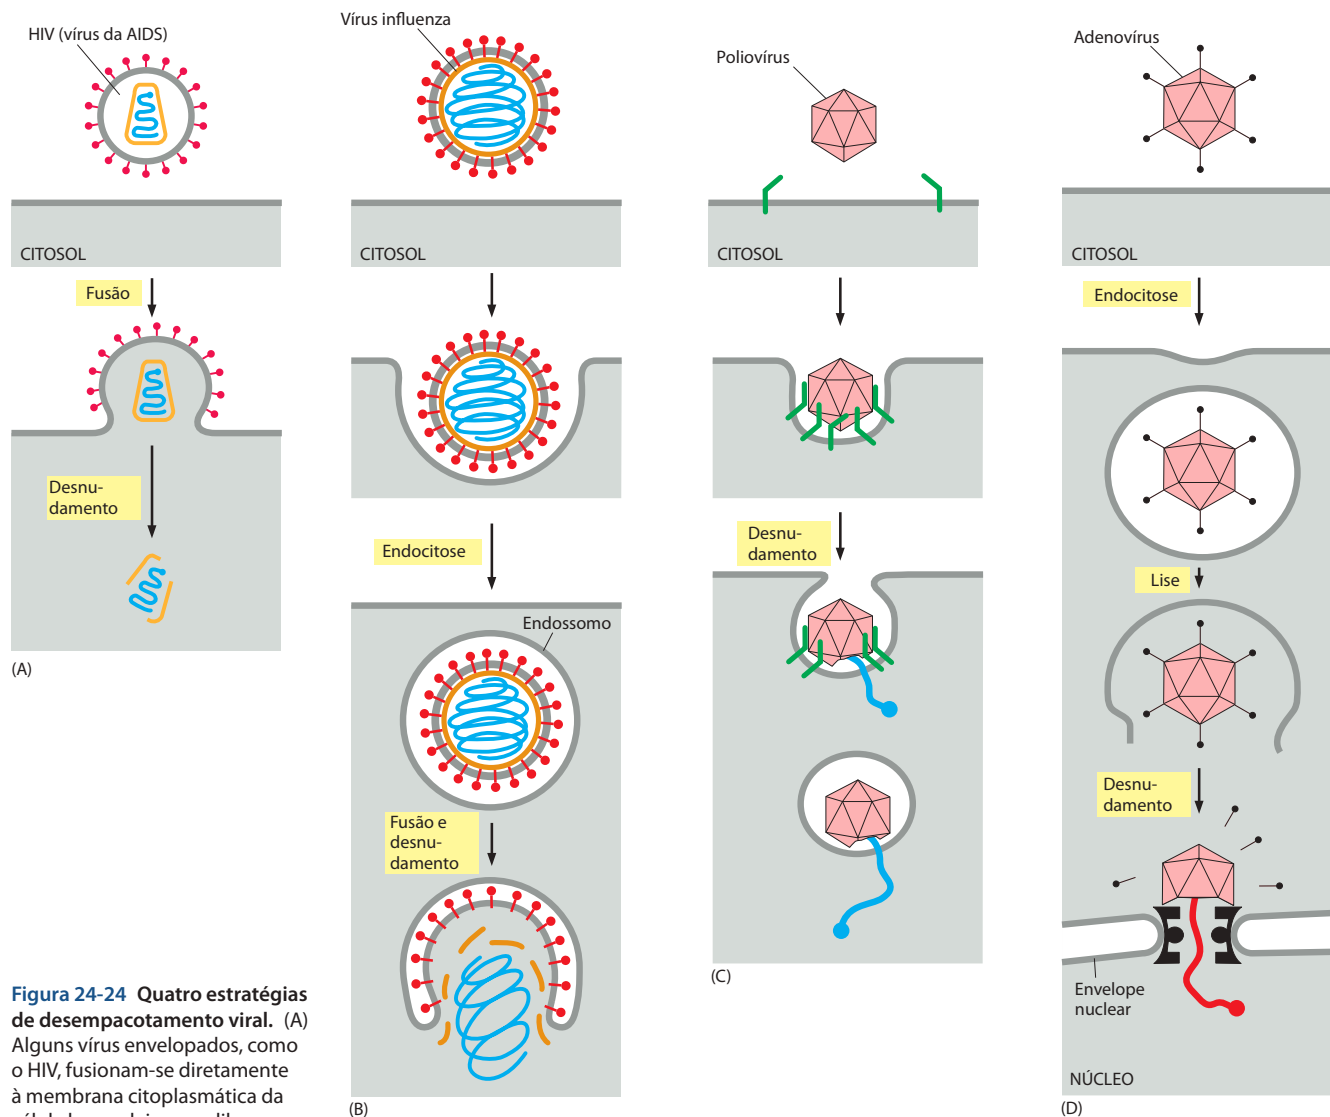 HIV (vírus da AIDS)
CITOSOL
Fusão
Desnu-
damento
(A)
Vírus influenza
CITOSOL
Endocitose
Endossomo
Fusão e
desnu-
damento
(B)
Poliovírus
CITOSOL
Desnu-
damento
(C)
Adenovírus
CITOSOL
Endocitose
Lise
Desnu-
damento
Envelope
nuclear
NÚCLEO
(D)
Figura 24-24 Quatro estratégias
de desempacotamento viral. (A)
Alguns vírus envelopados, como
o HIV, fusionam-se diretamente
à membrana citoplasmática da